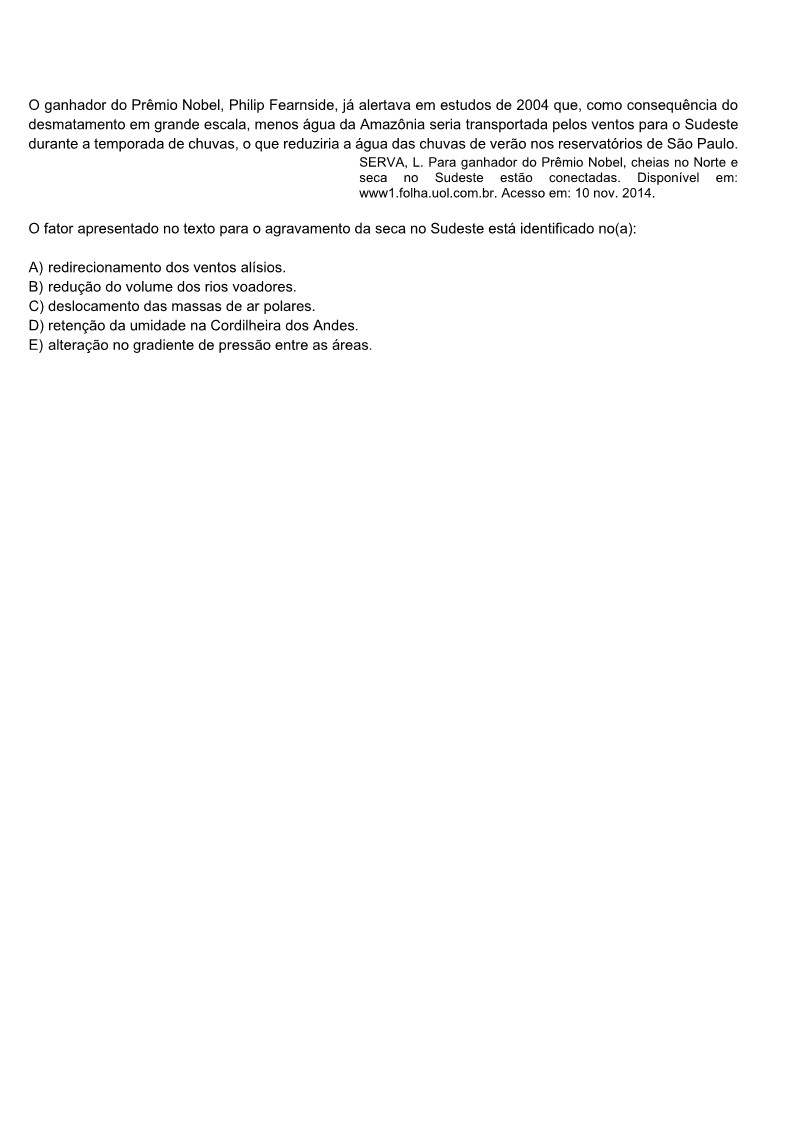 O ganhador do Prêmio Nobel, Philip Fearnside, já alertava em estudos de 2004 que, como consequência do
desmatamento em grande escala, menos água da Amazônia seria transportada pelos ventos para o Sudeste
durante a temporada de chuvas, o que reduziria a água das chuvas de verão nos reservatórios de São Paulo.
SERVA, L. Para ganhador do Prêmio Nobel, cheias no Norte e
seca no Sudeste estão conectadas. Disponível em:
www1.folha.uol.com.br. Acesso em: 10 nov. 2014.
O fator apresentado no texto para o agravamento da seca no Sudeste está identificado no(a):
A) redirecionamento dos ventos alísios.
B) redução do volume dos rios voadores.
C) deslocamento das massas de ar polares.
D) retenção da umidade na Cordilheira dos Andes.
E) alteração no gradiente de pressão entre as áreas.